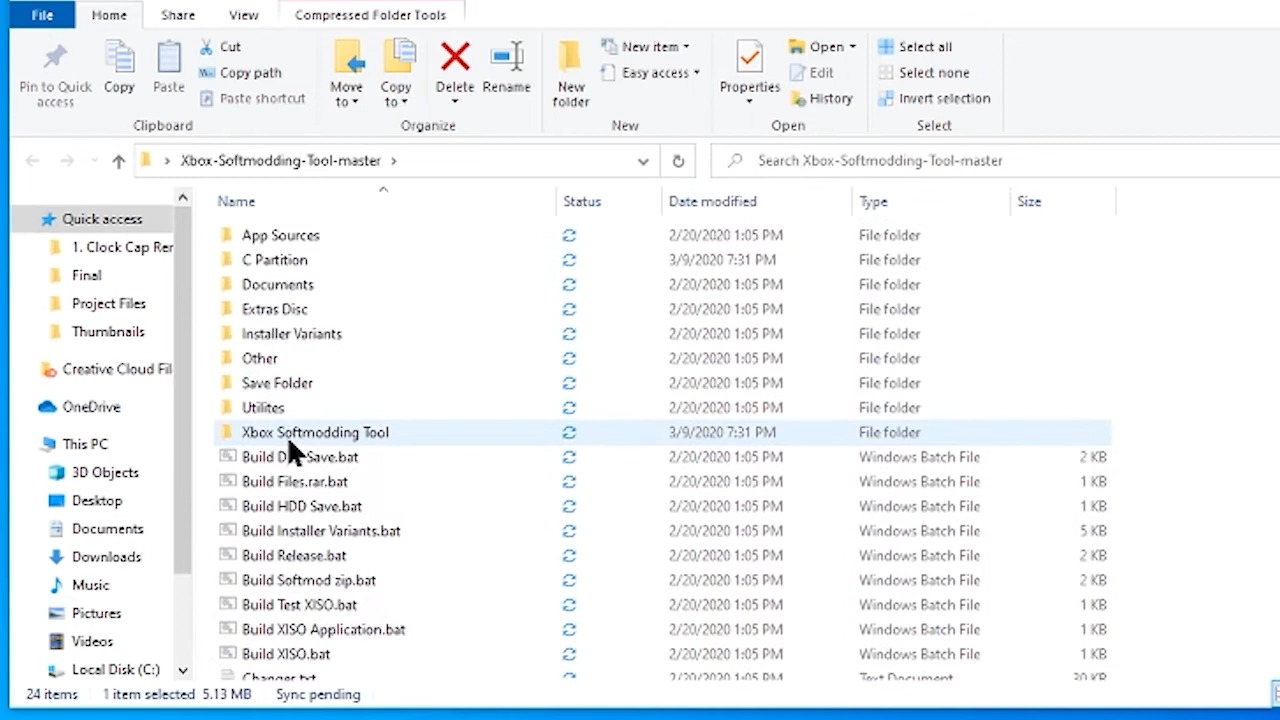 File Home Share View Compressed Folder Tools
Pin to Quick access
Copy
Paste
Cut
Copy path
Paste shortcut
Clipboard
Move to
Copy to
Delete
Rename
Organize
New folder
New item
Easy access
New
Properties
Open
Edit
History
Open
Select all
Select none
Invert selection
Select
Xbox-Softmodding-Tool-master
Search Xbox-Softmodding-Tool-master
Quick access
1. Clock Cap Rer
Final
Project Files
Thumbnails
Creative Cloud Fil
OneDrive
This PC
3D Objects
Desktop
Documents
Downloads
Music
Pictures
Videos
Local Disk (C:)
Name Status Date modified Type Size
App Sources 2/20/2020 1:05 PM File folder
C Partition 3/9/2020 7:31 PM File folder
Documents 2/20/2020 1:05 PM File folder
Extras Disc 2/20/2020 1:05 PM File folder
Installer Variants 2/20/2020 1:05 PM File folder
Other 2/20/2020 1:05 PM File folder
Save Folder 2/20/2020 1:05 PM File folder
Utilites 2/20/2020 1:05 PM File folder
Xbox Softmodding Tool 3/9/2020 7:31 PM File folder
Build Save.bat 2/20/2020 1:05 PM Windows Batch File 2 KB
Build Files.rar.bat 2/20/2020 1:05 PM Windows Batch File 1 KB
Build HDD Save.bat 2/20/2020 1:05 PM Windows Batch File 1 KB
Build Installer Variants.bat 2/20/2020 1:05 PM Windows Batch File 5 KB
Build Release.bat 2/20/2020 1:05 PM Windows Batch File 2 KB
Build Softmod zip.bat 2/20/2020 1:05 PM Windows Batch File 2 KB
Build Test XISO.bat 2/20/2020 1:05 PM Windows Batch File 1 KB
Build XISO Application.bat 2/20/2020 1:05 PM Windows Batch File 1 KB
Build XISO.bat 2/20/2020 1:05 PM Windows Batch File 1 KB
2/20/2020 1:05 PM Text Document 30 KB
24 items 1 item selected 5.13 MB Sync pending